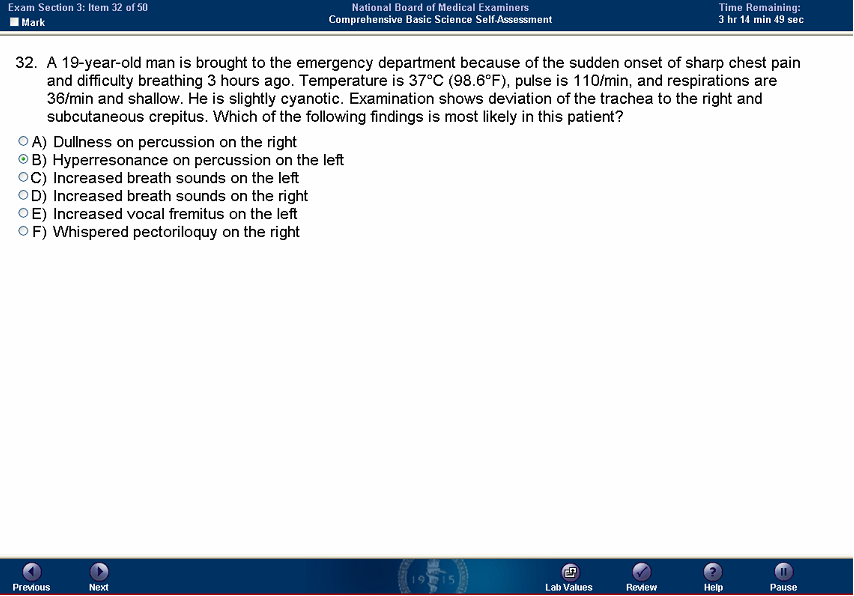 Exam Section 3: Item 32 of 50
National Board of Medical Examiners
Time Remaining:
Mark
Comprehensive Basic Science Self-Assessment
3 hr 14 min 49 sec
32. A 19-year-old man is brought to the emergency department because of the sudden onset of sharp chest pain
and difficulty breathing 3 hours ago. Temperature is 37°C (98.6°F), pulse is 110/min, and respirations are
36/min and shallow. He is slightly cyanotic. Examination shows deviation of the trachea to the right and
subcutaneous crepitus. Which of the following findings is most likely in this patient?
A) Dullness on percussion on the right
B) Hyperresonance on percussion on the left
C) Increased breath sounds on the left
D) Increased breath sounds on the right
E) Increased vocal fremitus on the left
F) Whispered pectoriloquy on the right
1915
Previous
Next
Lab Values
Review
Help
Pause